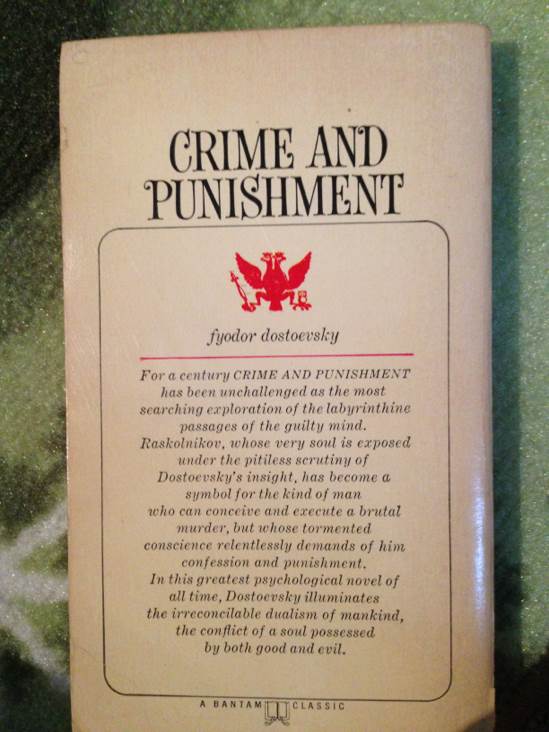 CRIME AND
PUNISHMENT
fyodor dostoevsky
For a century CRIME AND PUNISHMENT
has been unchallenged as the most
searching exploration of the labyrinthine
passages of the guilty mind.
Raskolnikov, whose very soul is exposed
under the pitiless scrutiny of
Dostoevsky's insight, has become a
symbol for the kind of man
who can conceive and execute a brutal
murder, but whose tormented
conscience relentlessly demands of him
confession and punishment.
In this greatest psychological novel of
all time, Dostoevsky illuminates
the irreconcilable dualism of mankind,
the conflict of a soul possessed
by both good and evil.
A BANTAM CLASSIC